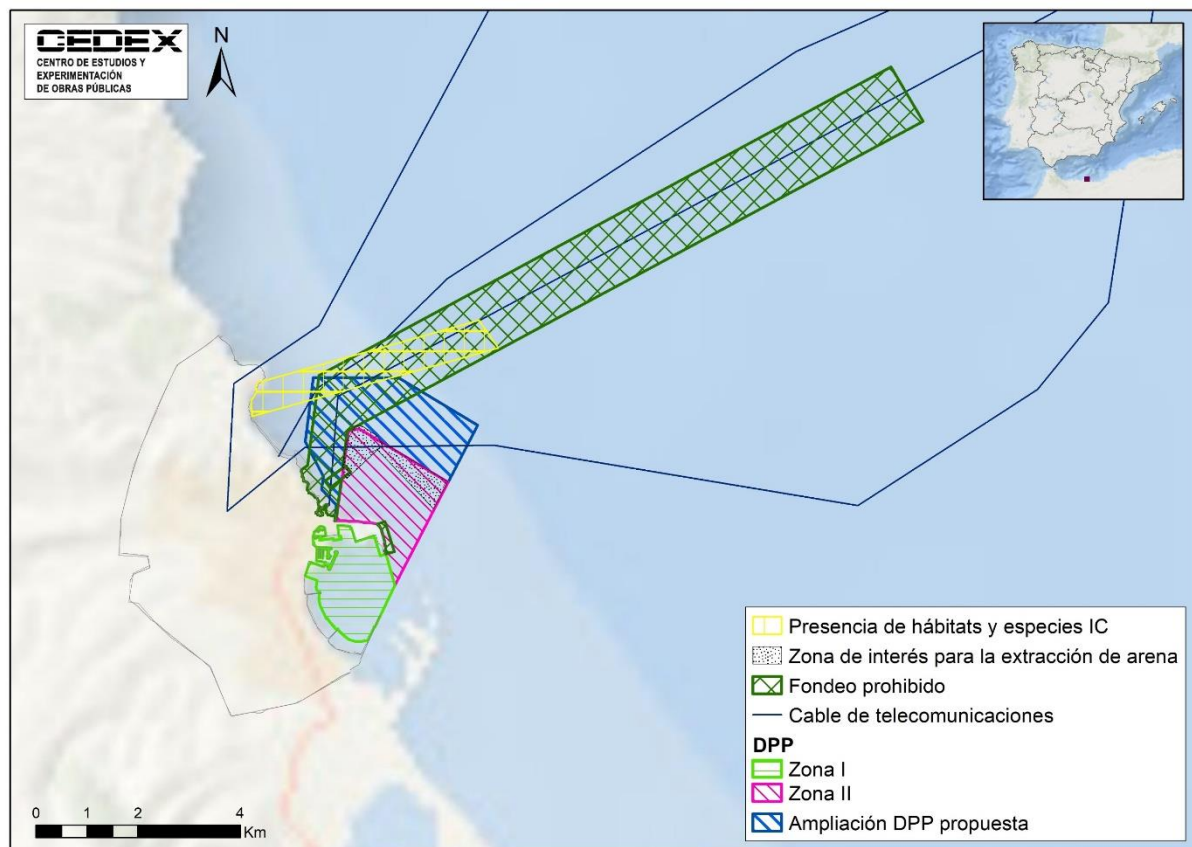 CEDEX
CENTRO DE ESTUDIOS Y
EXPERIMENTACIÓN
DE OBRAS PÚBLICAS
N
Presencia de hábitats y especies IC
Zona de interés para la extracción de arena
Fondeo prohibido
Cable de telecomunicaciones
DPP
Zona I
Zona II
Ampliación DPP propuesta
0 1 2 4
Km